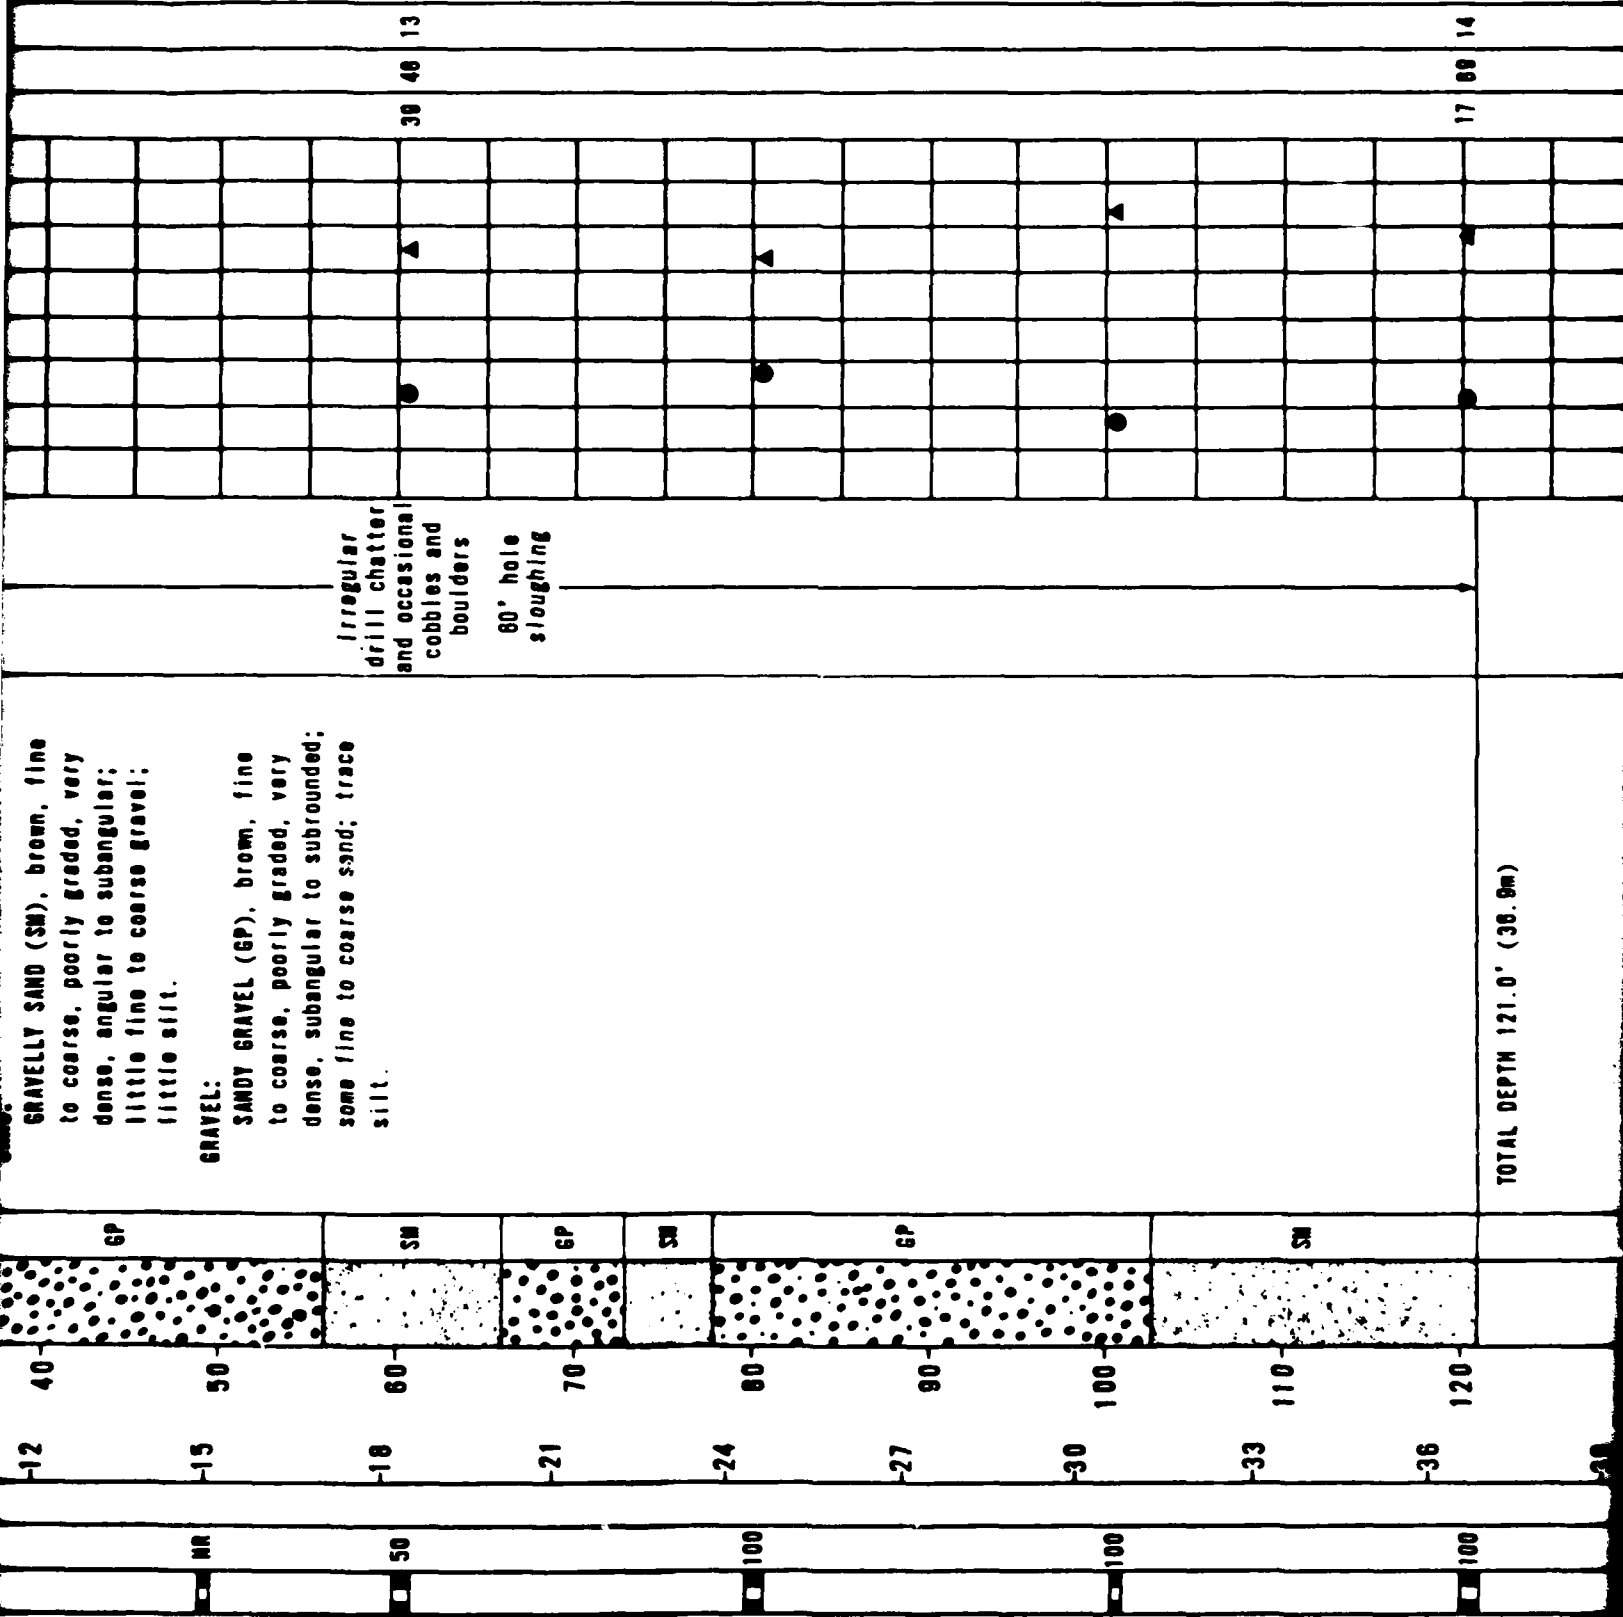 GRAVELLY SAND (SM), brown, fine
to coarse, poorly graded, very
dense, angular to subangular;
little fine to coarse gravel;
little silt.
GRAVEL:
SANDY GRAVEL (GP), brown, fine
to coarse, poorly graded, very
dense, subangular to subrounded;
some fine to coarse sand; trace
silt.
irregular
drill chatter
and occasional
cobbles and
boulders
60' hole
sloughing
NR
50
100
100
100
-12
-15
-18
-21
-24
-27
-30
-33
-36
40
50
60
70
80
90
100
110
120
GP
SM
GP
SM
GP
SM
39 48 13
17 69 14
TOTAL DEPTH 121.0' (36.9m)